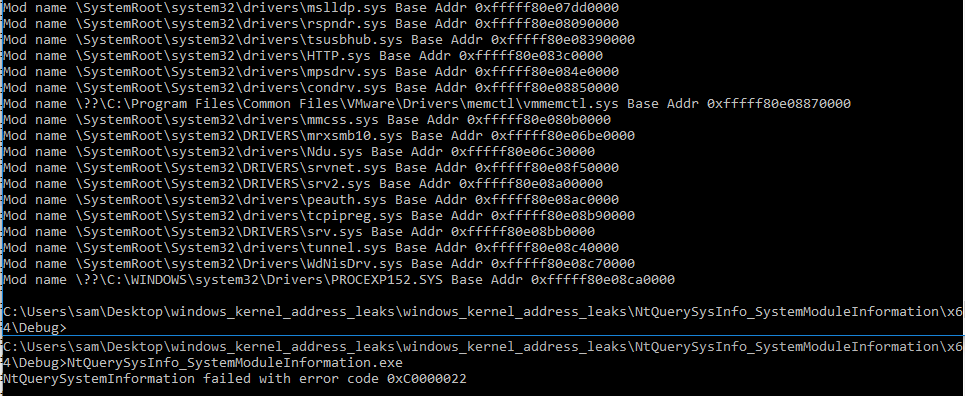 Mod name \SystemRoot\system32\drivers\mslldp.sys Base Addr 0xfffff80e07dd0000
Mod name \SystemRoot\system32\drivers\rspndr.sys Base Addr 0xfffff80e08090000
Mod name \SystemRoot\system32\drivers\tsusbhub.sys Base Addr 0xfffff80e08390000
Mod name \SystemRoot\system32\drivers\HTTP.sys Base Addr 0xfffff80e083c0000
Mod name \SystemRoot\System32\drivers\mpsdrv.sys Base Addr 0xfffff80e084e0000
Mod name \SystemRoot\System32\drivers\condrv.sys Base Addr 0xfffff80e08850000
Mod name \??\C:\Program Files\Common Files\VMware\Drivers\memctl\vmmemctl.sys Base Addr 0xfffff80e08870000
Mod name \SystemRoot\system32\drivers\mmcss.sys Base Addr 0xfffff80e080b0000
Mod name \SystemRoot\system32\DRIVERS\mrxsmb10.sys Base Addr 0xfffff80e06be0000
Mod name \SystemRoot\system32\drivers\Ndu.sys Base Addr 0xfffff80e06c30000
Mod name \SystemRoot\System32\DRIVERS\srvnet.sys Base Addr 0xfffff80e08f50000
Mod name \SystemRoot\System32\DRIVERS\srv2.sys Base Addr 0xfffff80e08a00000
Mod name \SystemRoot\system32\drivers\peauth.sys Base Addr 0xfffff80e08ac0000
Mod name \SystemRoot\System32\drivers\tcpipreg.sys Base Addr 0xfffff80e08b90000
Mod name \SystemRoot\System32\DRIVERS\srv.sys Base Addr 0xfffff80e08bb0000
Mod name \SystemRoot\system32\drivers\tunnel.sys Base Addr 0xfffff80e08c40000
Mod name \SystemRoot\system32\Drivers\WdNisDrv.sys Base Addr 0xfffff80e08c70000
Mod name \??\C:\WINDOWS\system32\Drivers\PROCEXP152.SYS Base Addr 0xfffff80e08ca0000
C:\Users\sam\Desktop\windows_kernel_address_leaks\windows_kernel_address_leaks\NtQuerySysInfo_SystemModuleInformation\x6
4\Debug>
C:\Users\sam\Desktop\windows_kernel_address_leaks\windows_kernel_address_leaks\NtQuerySysInfo_SystemModuleInformation\x6
4\Debug>NtQuerySysInfo_SystemModuleInformation.exe
NtQuerySystemInformation failed with error code 0xC0000022